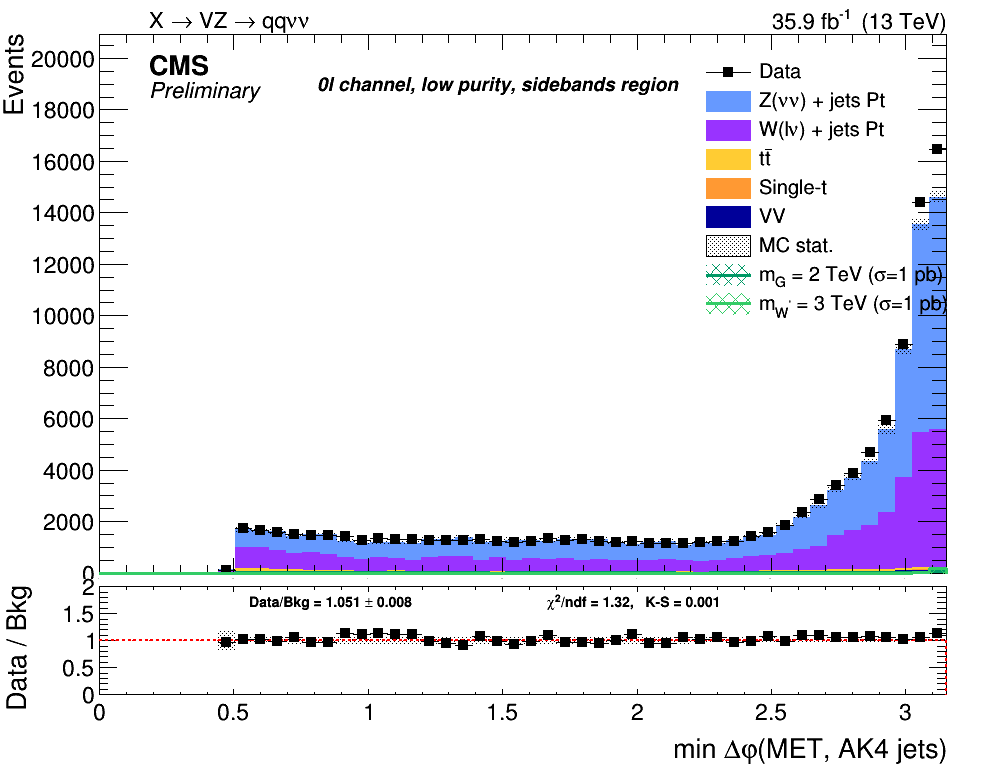 X → VZ → qqνν
35.9 fb⁻¹ (13 TeV)
Events
CMS
Preliminary
0l channel, low purity, sidebands region
Data
Z(νν) + jets Pt
W(lν) + jets Pt
tt̄
Single-t
VV
MC stat.
m_G = 2 TeV (σ=1 pb)
m_W' = 3 TeV (σ=1 pb)
20000
18000
16000
14000
12000
10000
8000
6000
4000
2000
0
Data / Bkg
2
1.5
1
0.5
0
Data/Bkg = 1.051 ± 0.008
χ²/ndf = 1.32, K-S = 0.001
0 0.5 1 1.5 2 2.5 3
min Δφ(MET, AK4 jets)